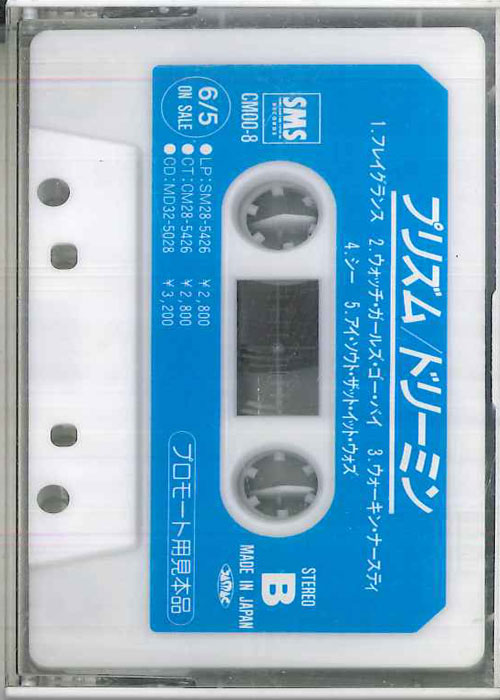 プリズム/ドリーミン
1.フレイグランス 2.ウォッチ・ガールズ・ゴー・バイ 3.ウォーキン・ナースティ
4.シー 5.アイ・ソウト・ザット・イット・ウォズ
SMS
RECORDS
CM00-8
6/5
ON SALE
●LP:SM28-5426 ¥2,800
●CT:CM28-5426 ¥2,800
●CD:MD32-5028 ¥3,200
STEREO
B
MADE IN JAPAN
JASRAC
プロモート用見本品